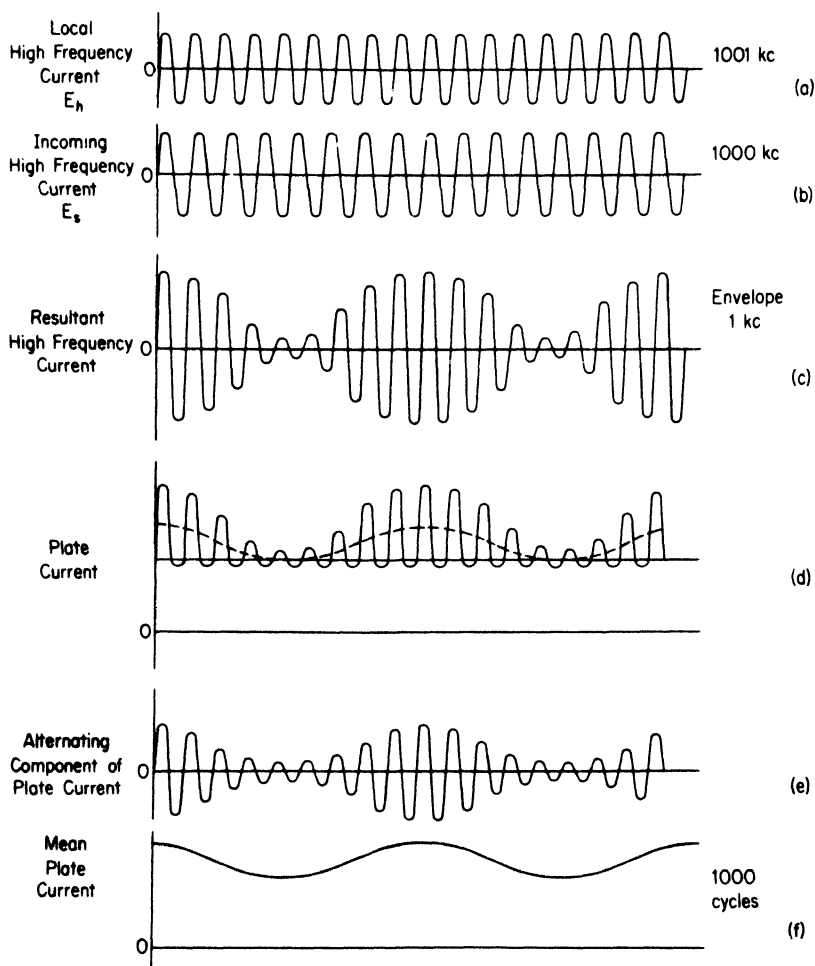 Local
High Frequency
Current
E_h
0
1001 kc
(a)
Incoming
High Frequency
Current
E_s
0
1000 kc
(b)
Resultant
High Frequency
Current
0
Envelope
1 kc
(c)
Plate
Current
0
(d)
Alternating
Component of
Plate Current
0
(e)
Mean
Plate
Current
0
1000
cycles
(f)